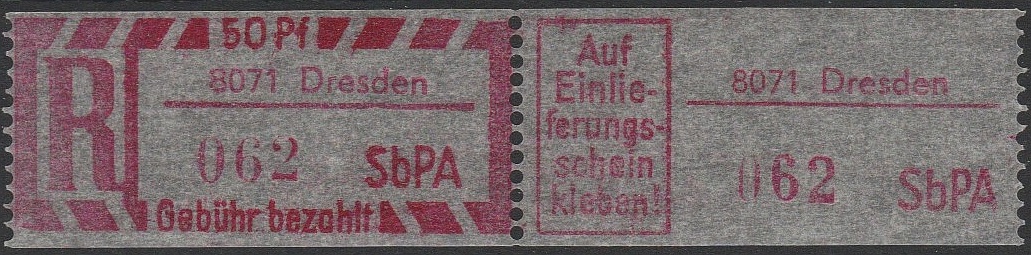 50 Pf
R
8071 Dresden
062 SbPA
Gebühr bezahlt
Auf
Einlie-
ferungs-
schein
kleben!
8071 Dresden
062 SbPA